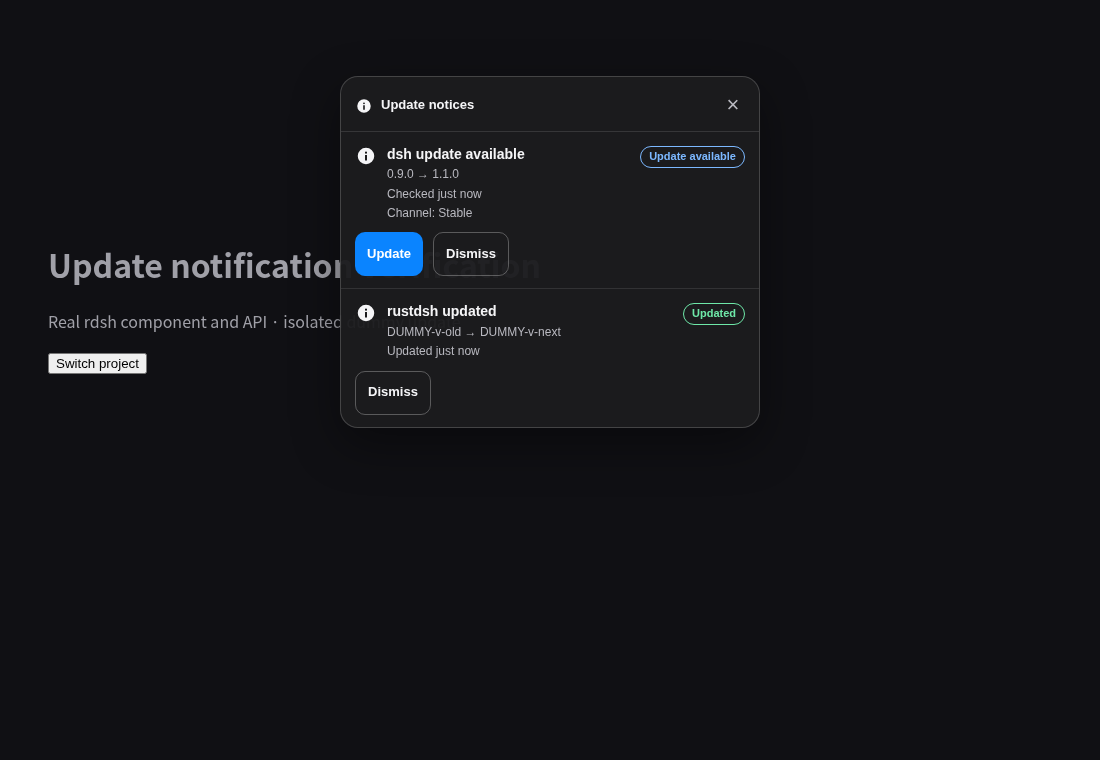 Update notices
dsh update available
Update available
0.9.0 → 1.1.0
Checked just now
Channel: Stable
Update
Dismiss
rustdsh updated
Updated
DUMMY-v-old → DUMMY-v-next
Updated just now
Dismiss
Update notification
Real rdsh component and API · isolated
Switch project